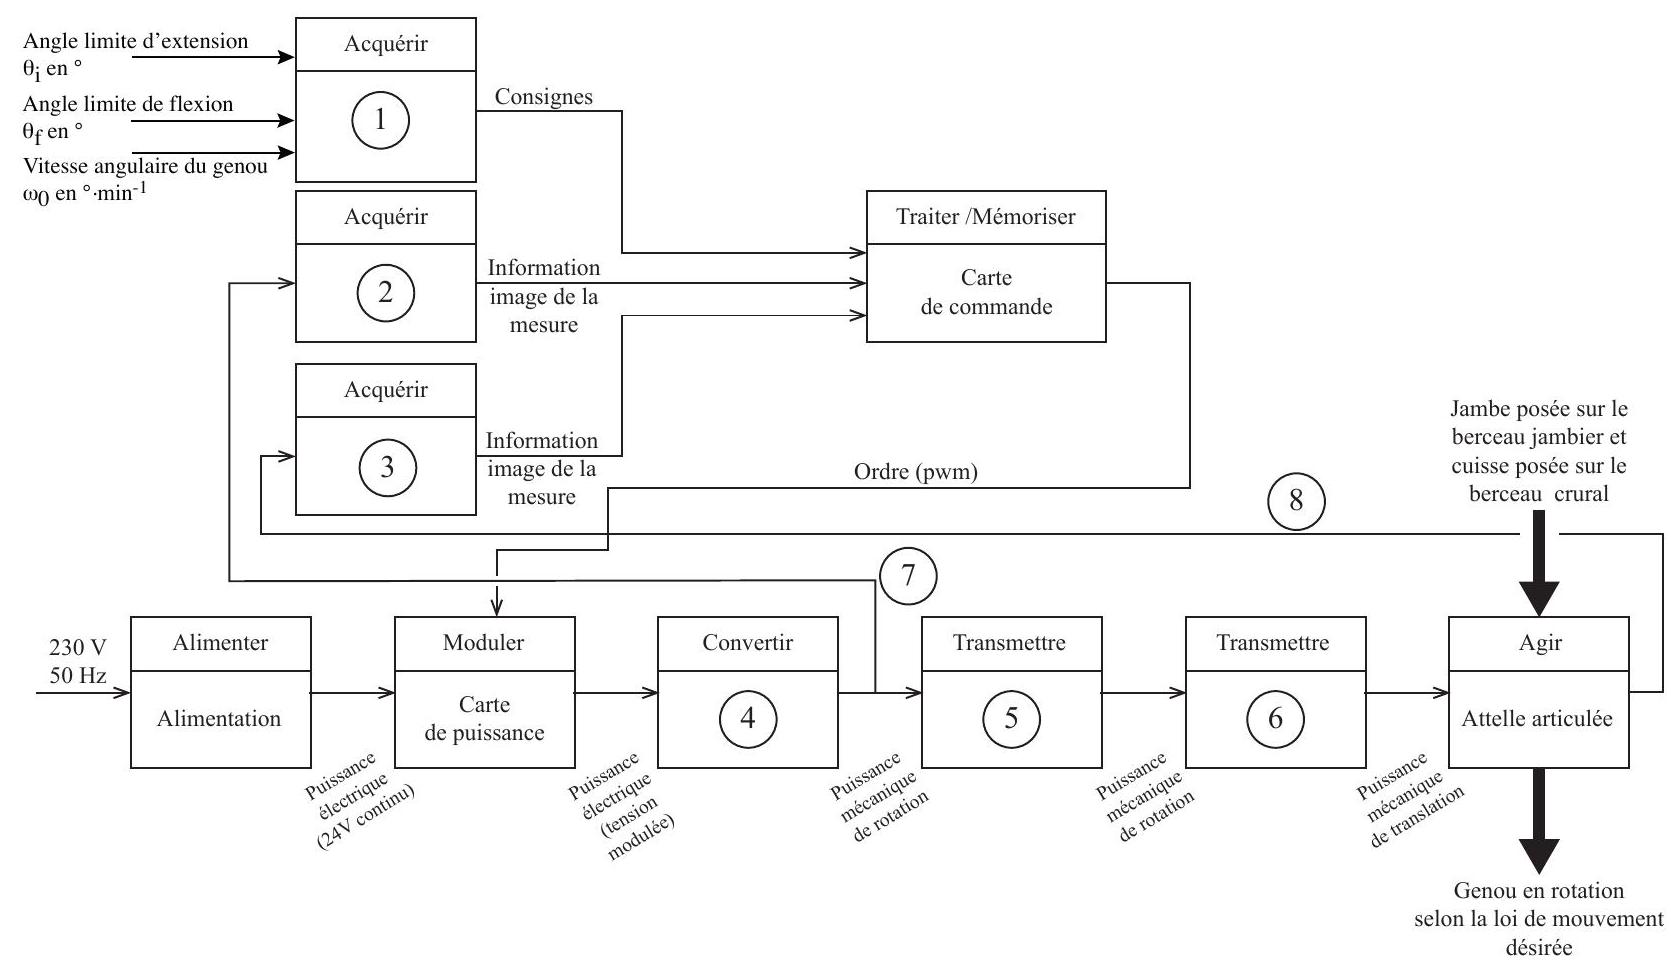 Angle limite d'extension
θi en °
Angle limite de flexion
θf en °
Vitesse angulaire du genou
ω0 en °·min-1
Acquérir
1
Consignes
Acquérir
2
Information
image de la
mesure
Acquérir
3
Information
image de la
mesure
Traiter /Mémoriser
Carte
de commande
Ordre (pwm)
8
7
Jambe posée sur le
berceau jambier et
cuisse posée sur le
berceau crural
230 V
50 Hz
Alimenter
Alimentation
Puissance
électrique
(24V continu)
Moduler
Carte
de puissance
Puissance
électrique
(tension
modulée)
Convertir
4
Puissance
mécanique
de rotation
Transmettre
5
Puissance
mécanique
de rotation
Transmettre
6
Puissance
mécanique
de translation
Agir
Attelle articulée
Genou en rotation
selon la loi de mouvement
désirée